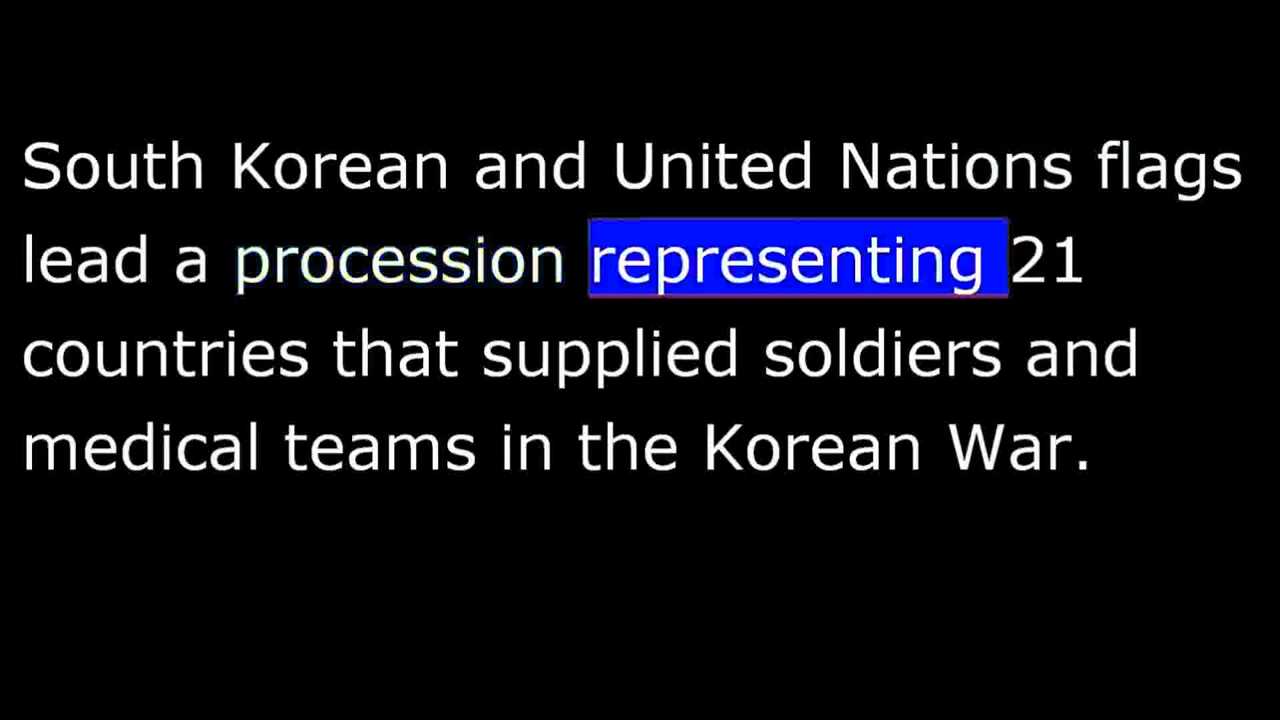 South Korean and United Nations flags
lead a procession representing 21
countries that supplied soldiers and
medical teams in the Korean War.